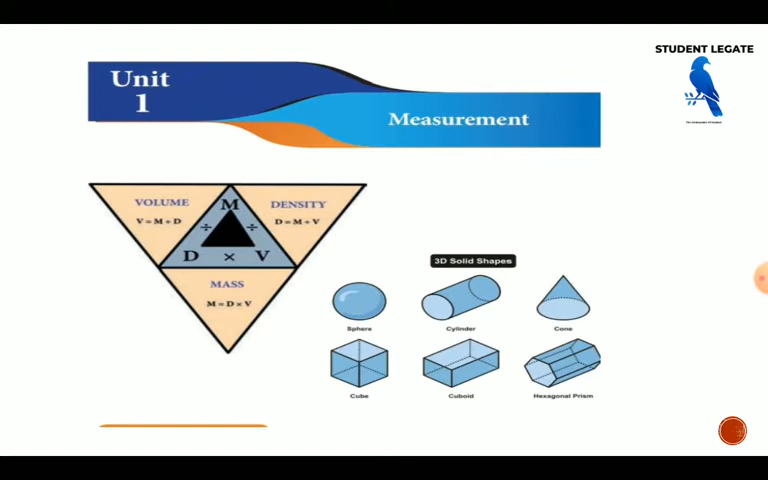 STUDENT LEGATE
Unit
1
Measurement
VOLUME
V = M ÷ D
M
DENSITY
D = M ÷ V
÷
÷
D × V
MASS
M = D × V
3D Solid Shapes
Sphere
Cylinder
Cone
Cube
Cuboid
Hexagonal Prism